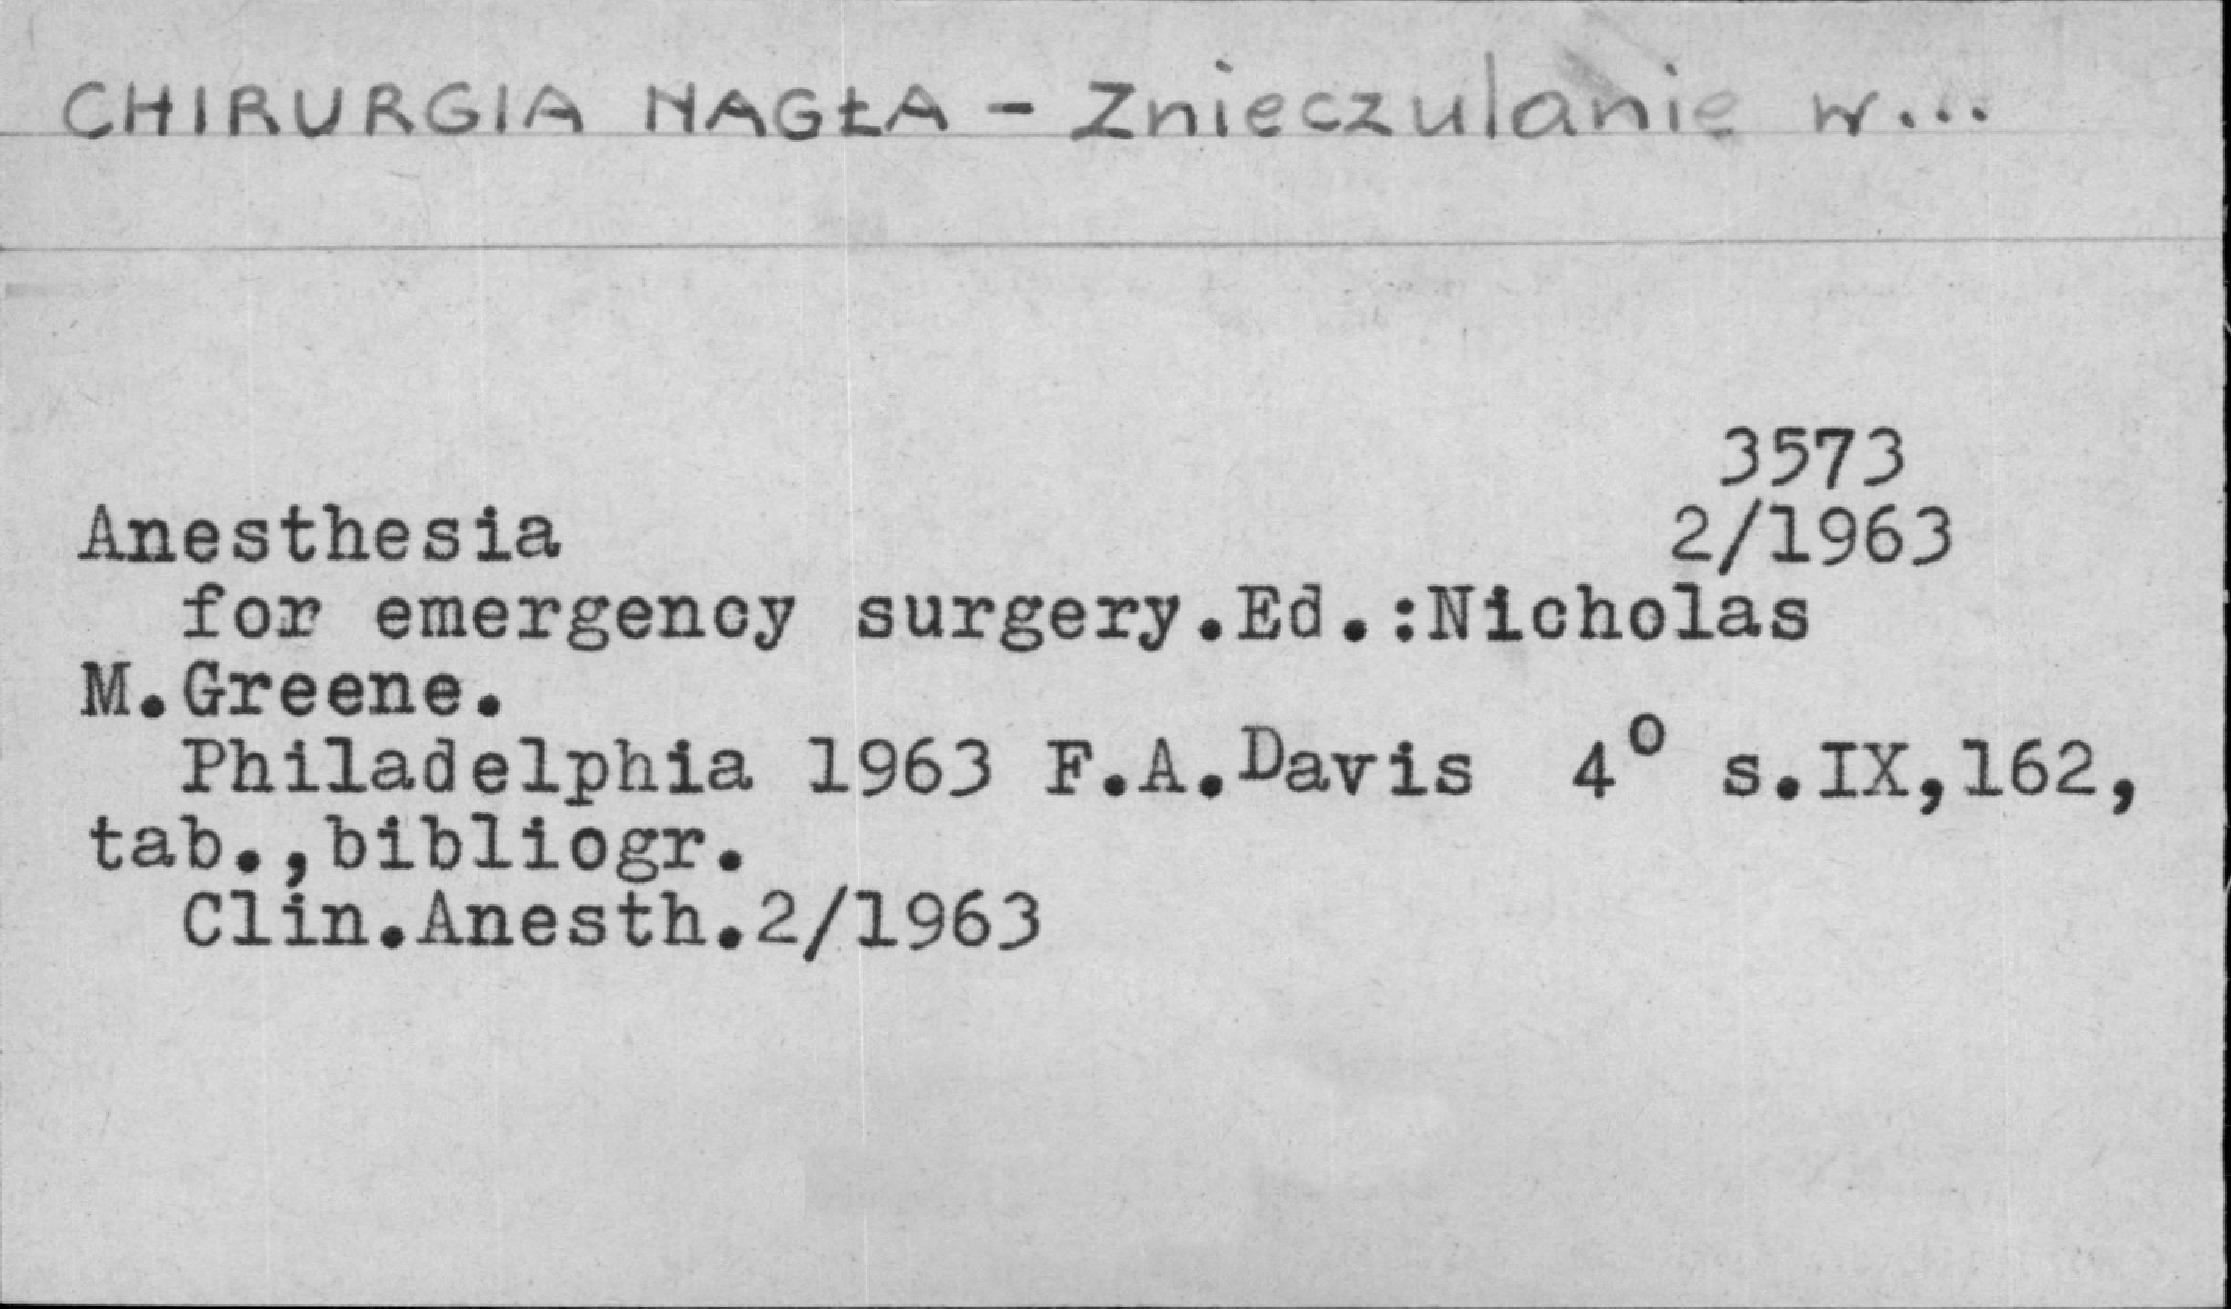 CHIRURGIA NAGŁA - Znieczulanie w...
3573
Anesthesia 2/1963
for emergency surgery.Ed.:Nicholas
M.Greene.
Philadelphia 1963 F.A.Davis 4° s.IX,162,
tab.,bibliogr.
Clin.Anesth.2/1963